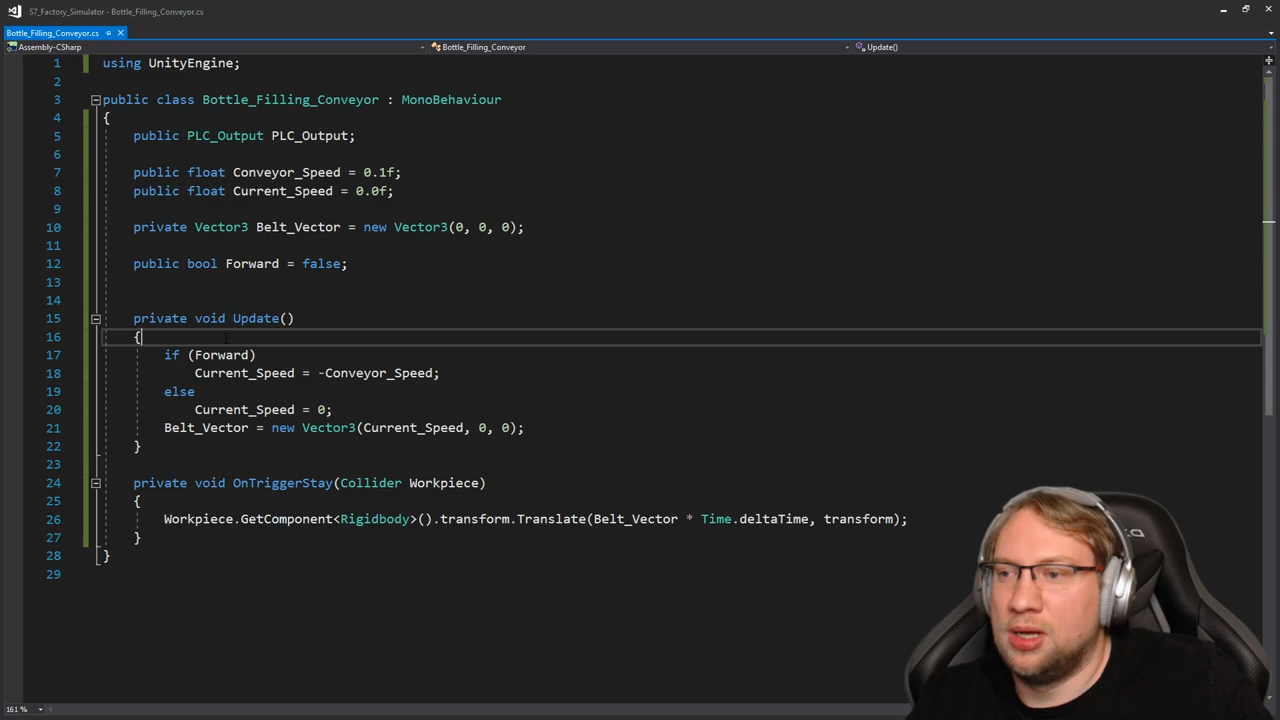 S7_Factory_Simulator - Bottle_Filling_Conveyor.cs
Bottle_Filling_Conveyor.cs
Assembly-CSharp
Bottle_Filling_Conveyor
Update()
1 using UnityEngine;
2
3 public class Bottle_Filling_Conveyor : MonoBehaviour
4 {
5 public PLC_Output PLC_Output;
6
7 public float Conveyor_Speed = 0.1f;
8 public float Current_Speed = 0.0f;
9
10 private Vector3 Belt_Vector = new Vector3(0, 0, 0);
11
12 public bool Forward = false;
13
14
15 private void Update()
16 {
17 if (Forward)
18 Current_Speed = -Conveyor_Speed;
19 else
20 Current_Speed = 0;
21 Belt_Vector = new Vector3(Current_Speed, 0, 0);
22 }
23
24 private void OnTriggerStay(Collider Workpiece)
25 {
26 Workpiece.GetComponent<Rigidbody>().transform.Translate(Belt_Vector * Time.deltaTime, transform);
27 }
28 }
29
161 %